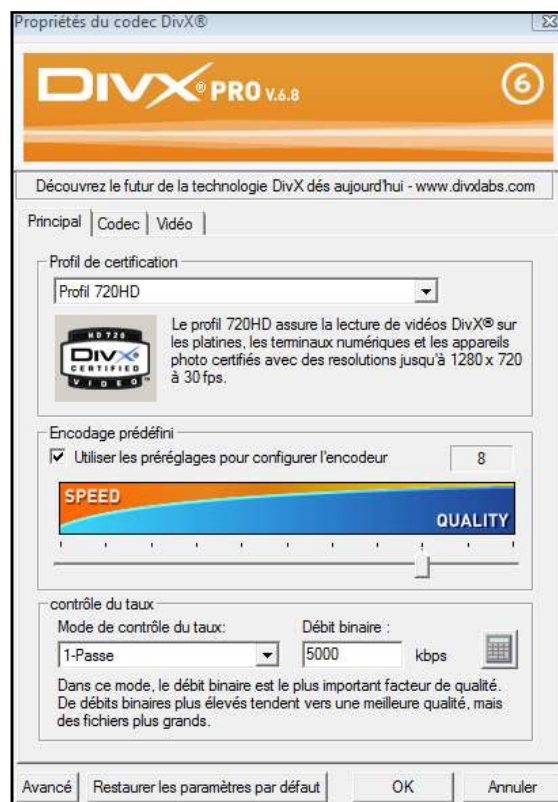 Propriétés du codec DivX®
DIVX® PRO V.6.8
6
Découvrez le futur de la technologie DivX dés aujourd'hui - www.divxlabs.com
Principal Codec Vidéo
Profil de certification
Profil 720HD
HD 720
DIVX
CERTIFIED
VIDEO™
Le profil 720HD assure la lecture de vidéos DivX® sur
les platines, les terminaux numériques et les appareils
photo certifiés avec des resolutions jusqu'à 1280 x 720
à 30 fps.
Encodage prédéfini
Utiliser les préréglages pour configurer l'encodeur 8
SPEED
QUALITY
contrôle du taux
Mode de contrôle du taux: Débit binaire :
1-Passe 5000 kbps
Dans ce mode, le débit binaire est le plus important facteur de qualité.
De débits binaires plus élevés tendent vers une meilleure qualité, mais
des fichiers plus grands.
Avancé Restaurer les paramètres par défaut OK Annuler